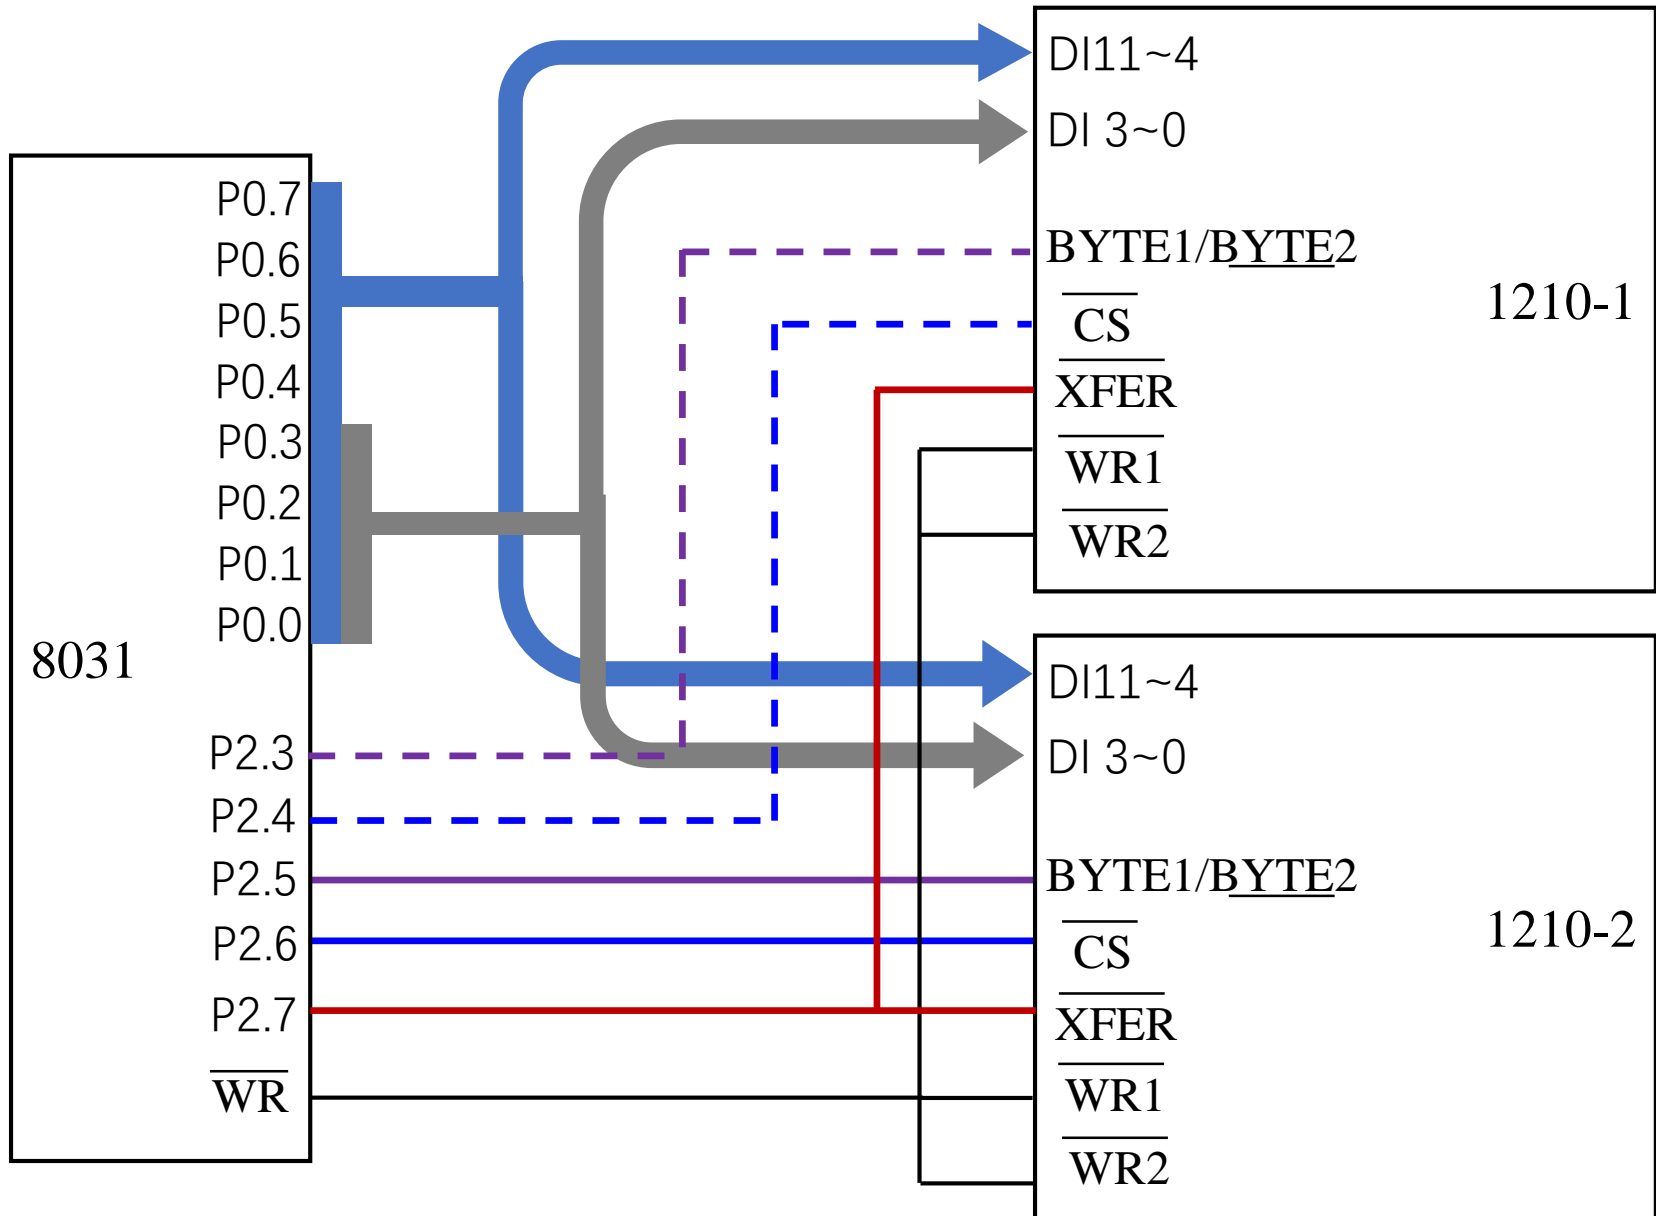 8031
P0.7
P0.6
P0.5
P0.4
P0.3
P0.2
P0.1
P0.0
P2.3
P2.4
P2.5
P2.6
P2.7
WR
DI11~4
DI 3~0
BYTE1/BYTE2
CS
XFER
WR1
WR2
1210-1
DI11~4
DI 3~0
BYTE1/BYTE2
CS
XFER
WR1
WR2
1210-2